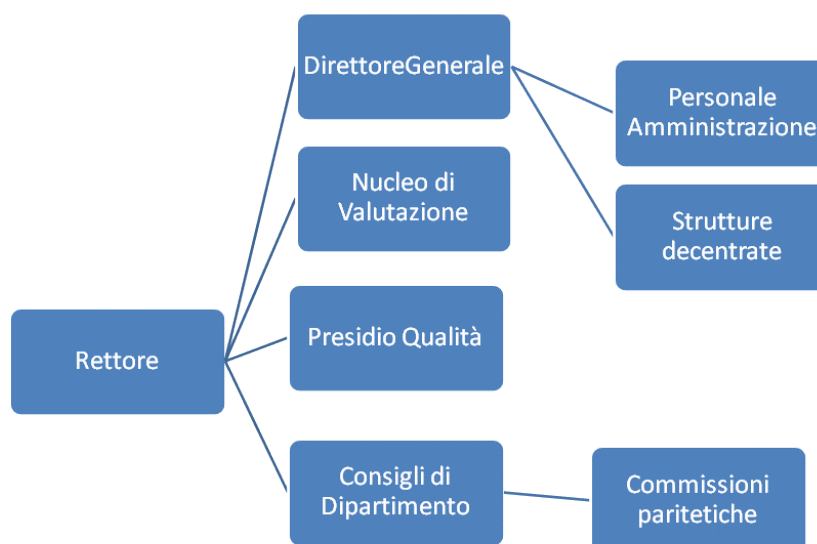 DirettoreGenerale
Personale
Amministrazione
Nucleo di
Valutazione
Strutture
decentrate
Rettore
Presidio Qualità
Consigli di
Dipartimento
Commissioni
paritetiche